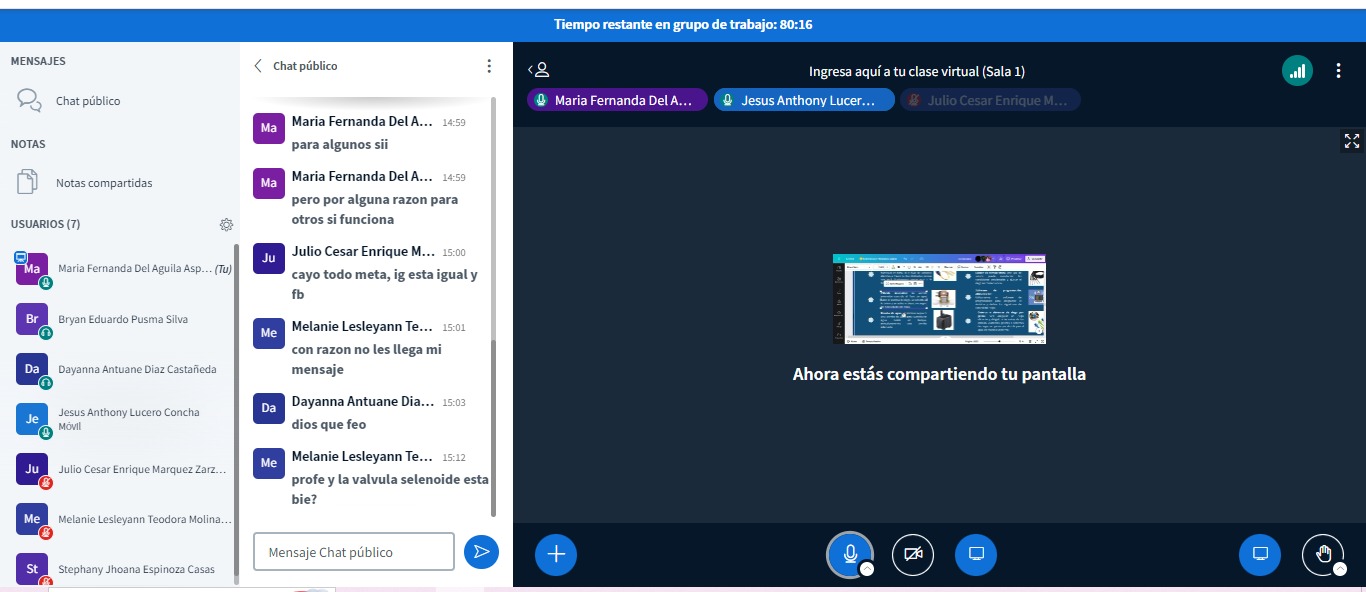 Tiempo restante en grupo de trabajo: 80:16
MENSAJES
Chat público
NOTAS
Notas compartidas
USUARIOS (7)
Ma
Maria Fernanda Del Aguila Asp... (Tu)
Br
Bryan Eduardo Pusma Silva
Da
Dayanna Antuane Diaz Castañeda
Je
Jesus Anthony Lucero Concha
MÓVIL
Ju
Julio Cesar Enrique Marquez Zarz...
Me
Melanie Lesleyann Teodora Molina...
St
Stephany Jhoana Espinoza Casas
Chat público
Ma
Maria Fernanda Del A... 14:59
para algunos sii
Ma
Maria Fernanda Del A... 14:59
pero por alguna razon para
otros si funciona
Ju
Julio Cesar Enrique M... 15:00
cayo todo meta, ig esta igual y
fb
Me
Melanie Lesleyann Te... 15:01
con razon no les llega mi
mensaje
Da
Dayanna Antuane Dia... 15:03
dios que feo
Me
Melanie Lesleyann Te... 15:12
profe y la valvula selenoide esta
bie?
Mensaje Chat público
Ingresa aquí a tu clase virtual (Sala 1)
Maria Fernanda Del A...
Jesus Anthony Lucer...
Julio Cesar Enrique M...
Ahora estás compartiendo tu pantalla